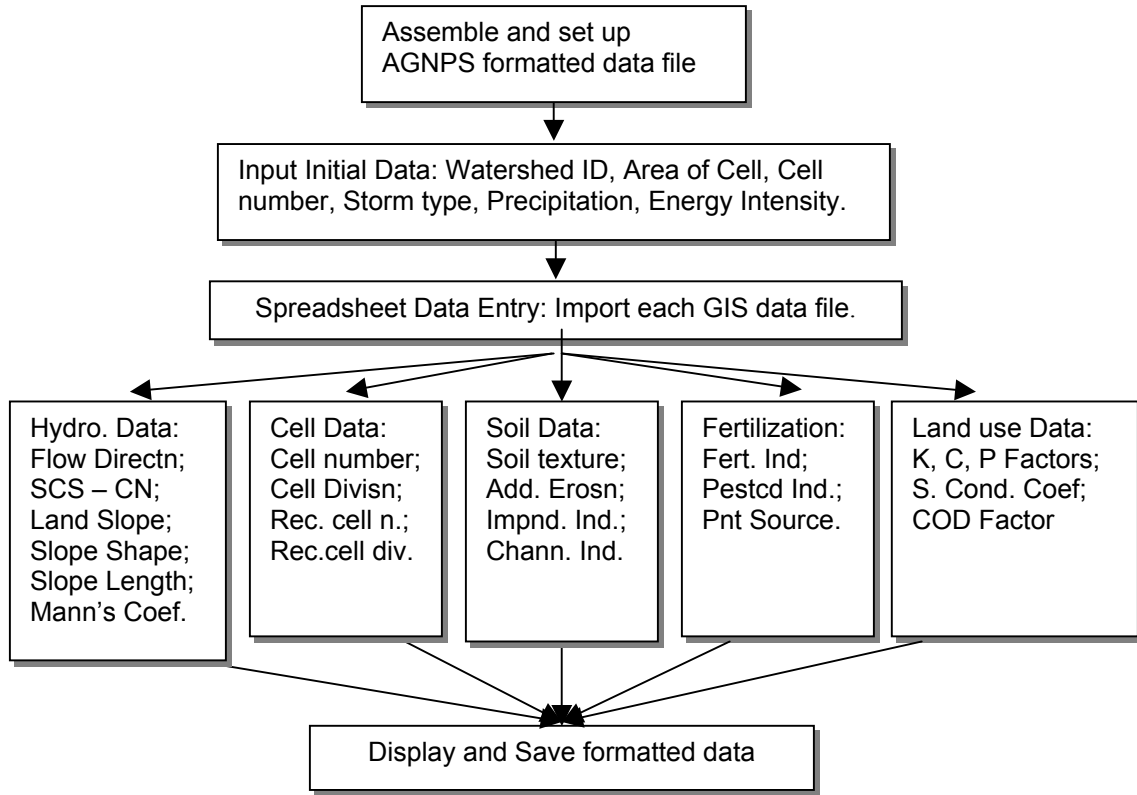 Assemble and set up
AGNPS formatted data file
Input Initial Data: Watershed ID, Area of Cell, Cell
number, Storm type, Precipitation, Energy Intensity.
Spreadsheet Data Entry: Import each GIS data file.
Hydro. Data:
Flow Directn;
SCS – CN;
Land Slope;
Slope Shape;
Slope Length;
Mann’s Coef.
Cell Data:
Cell number;
Cell Divisn;
Rec. cell n.;
Rec.cell div.
Soil Data:
Soil texture;
Add. Erosn;
Impnd. Ind.;
Chann. Ind.
Fertilization:
Fert. Ind;
Pestcd Ind.;
Pnt Source.
Land use Data:
K, C, P Factors;
S. Cond. Coef;
COD Factor
Display and Save formatted data